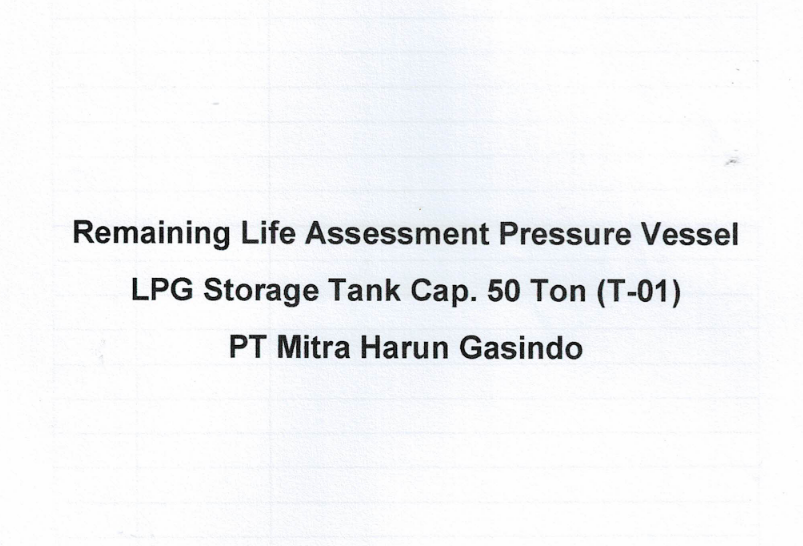 Remaining Life Assessment Pressure Vessel
LPG Storage Tank Cap. 50 Ton (T-01)
PT Mitra Harun Gasindo